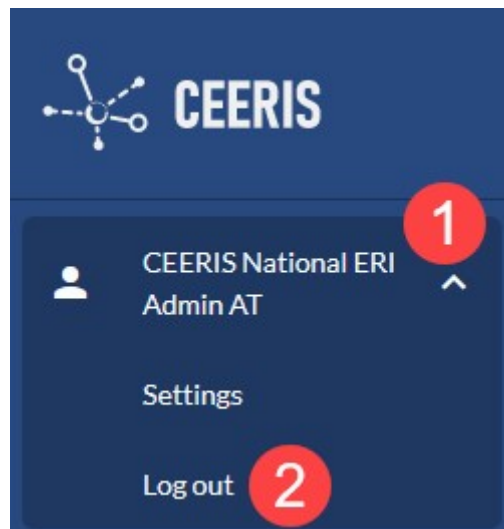 CEERIS
1
CEERIS National ERI
Admin AT
Settings
Log out 2